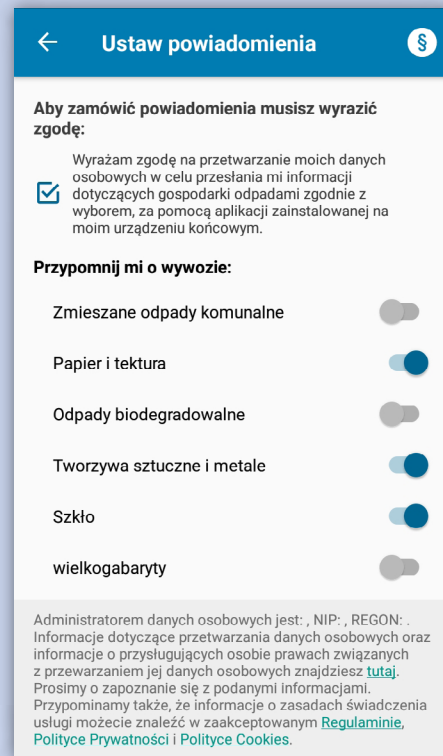 Ustaw powiadomienia
§
Aby zamówić powiadomienia musisz wyrazić
zgodę:
Wyrażam zgodę na przetwarzanie moich danych
osobowych w celu przesłania mi informacji
dotyczących gospodarki odpadami zgodnie z
wyborem, za pomocą aplikacji zainstalowanej na
moim urządzeniu końcowym.
Przypomnij mi o wywozie:
Zmieszane odpady komunalne
Papier i tektura
Odpady biodegradowalne
Tworzywa sztuczne i metale
Szkło
wielkogabaryty
Administratorem danych osobowych jest: , NIP: , REGON: .
Informacje dotyczące przetwarzania danych osobowych oraz
informacje o przysługujących osobie prawach związanych
z przewarzaniem jej danych osobowych znajdziesz tutaj.
Prosimy o zapoznanie się z podanymi informacjami.
Przypominamy także, że informacje o zasadach świadczenia
usługi możecie znaleźć w zaakceptowanym Regulaminie,
Polityce Prywatności i Polityce Cookies.